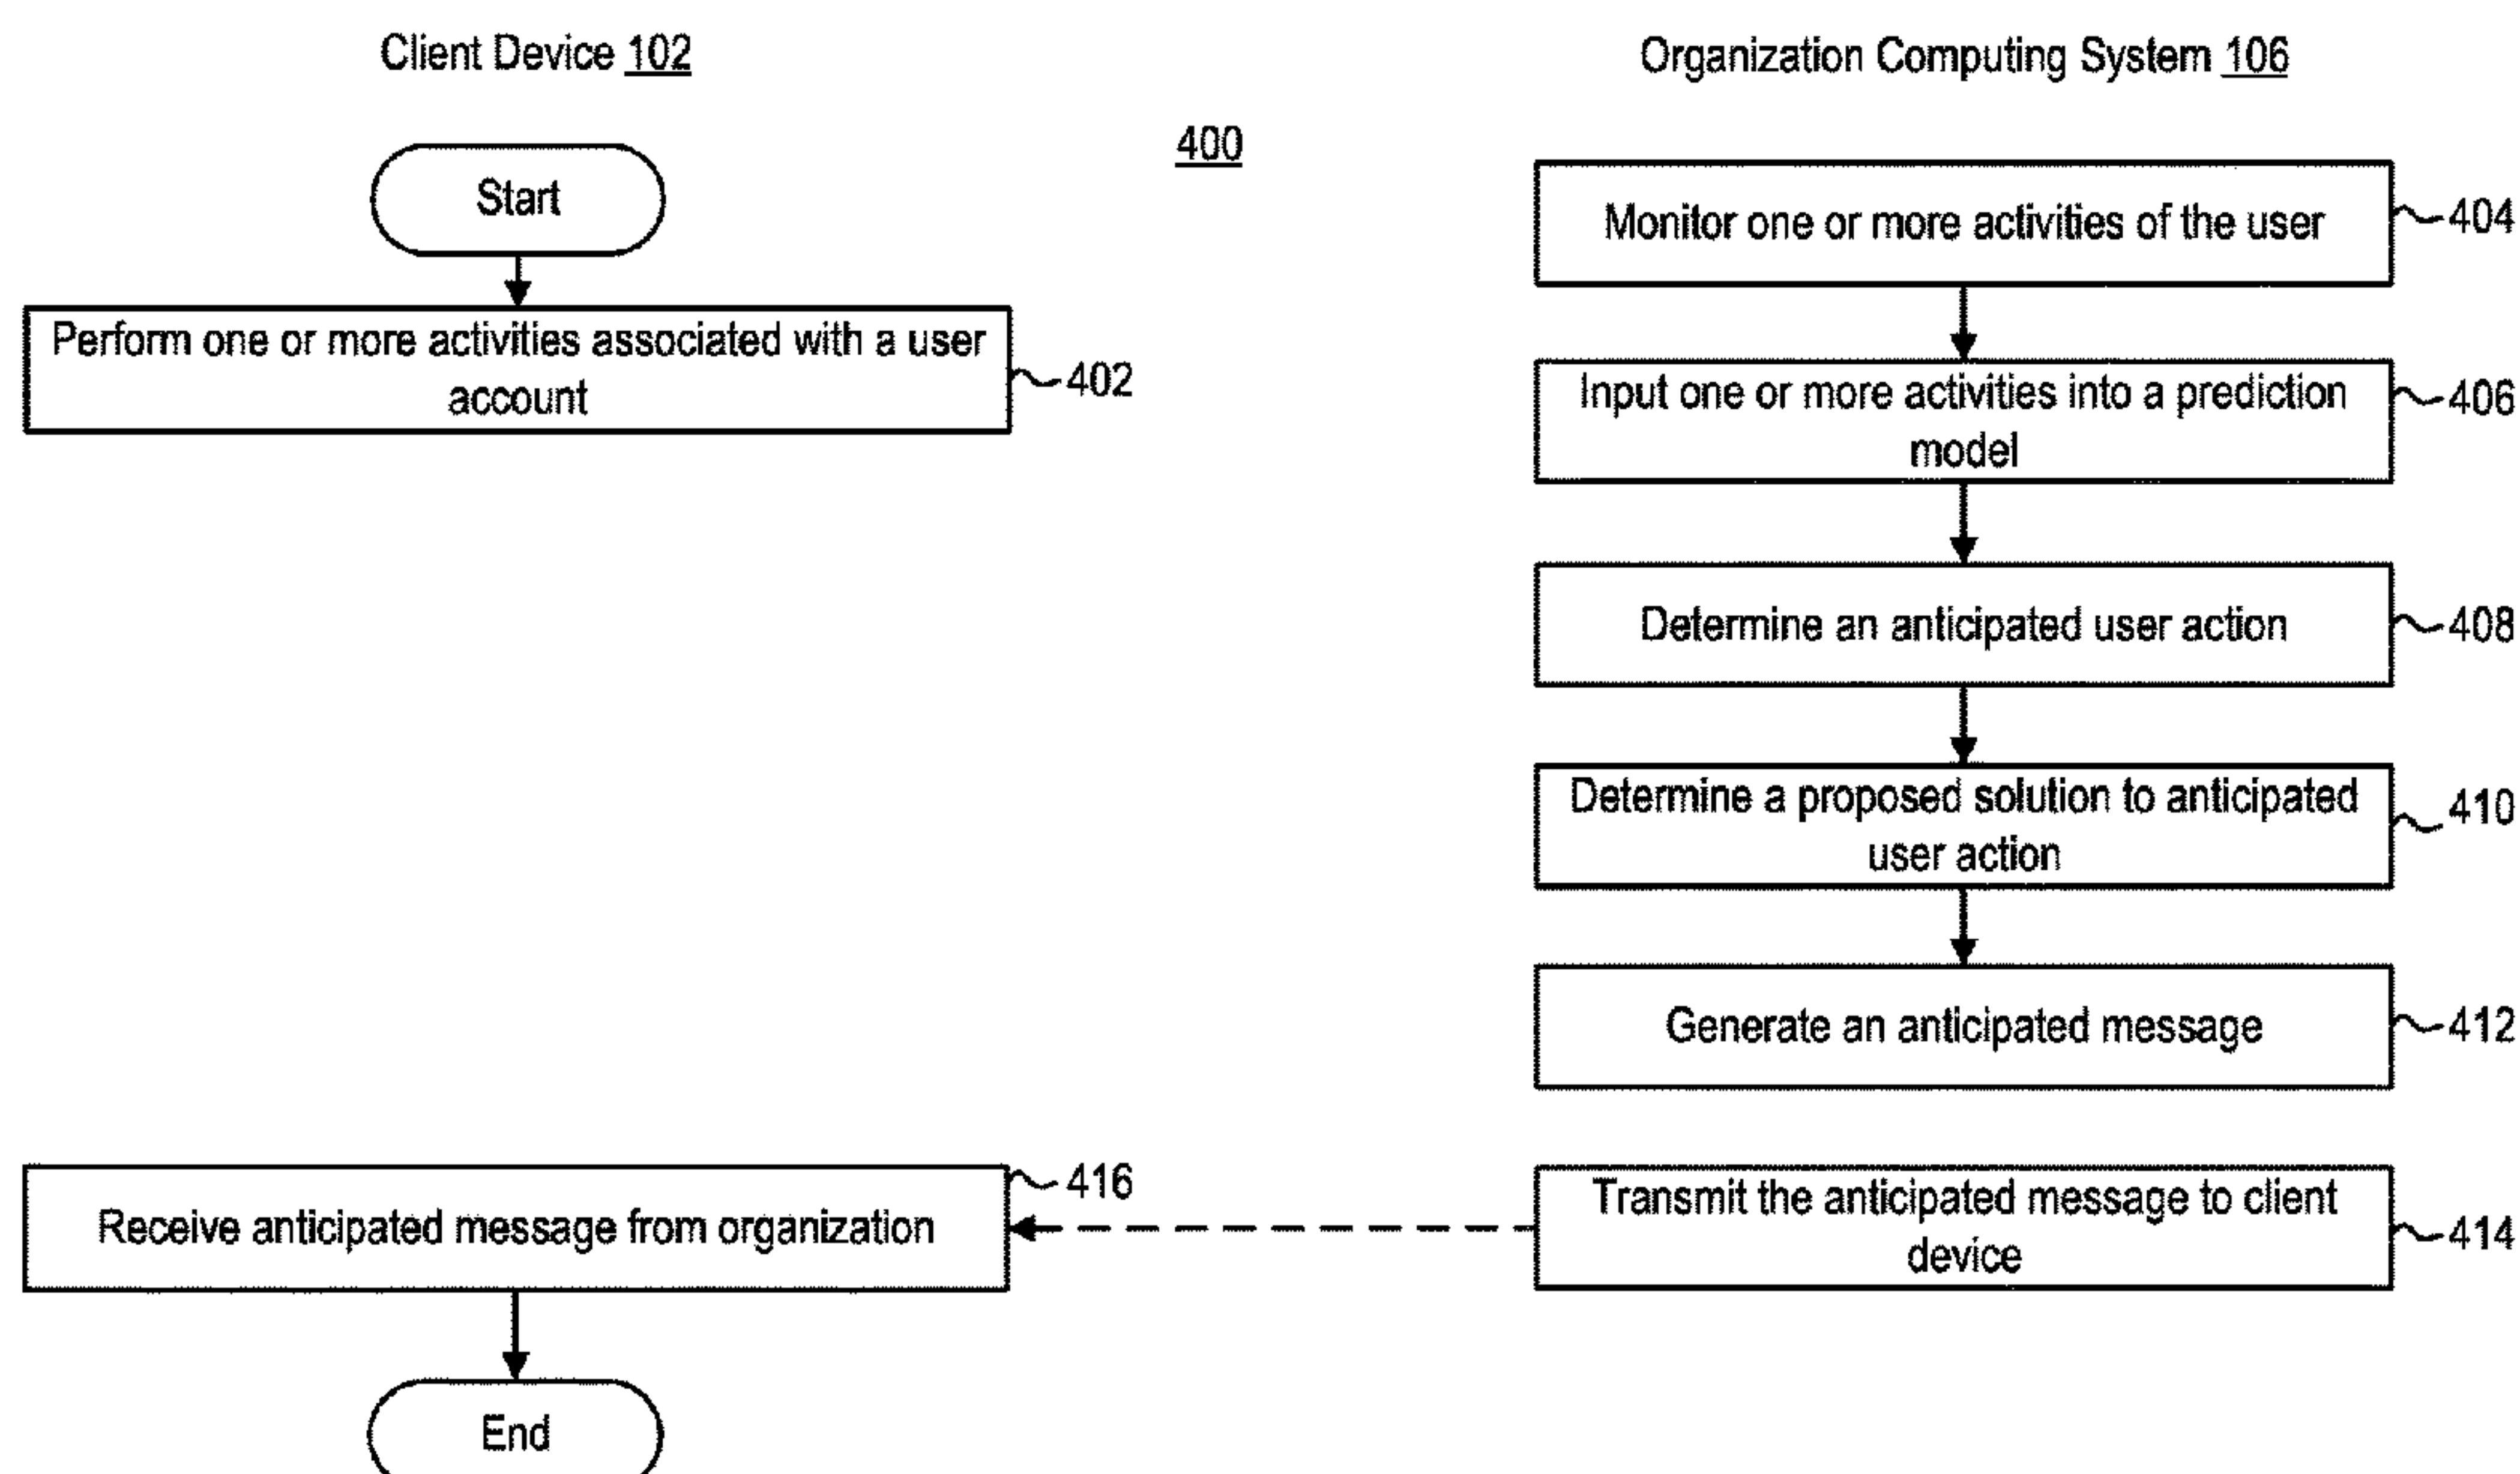 Client Device 102
Organization Computing System 106
400
Start
Perform one or more activities associated with a user
account
402
Monitor one or more activities of the user
404
Input one or more activities into a prediction
model
406
Determine an anticipated user action
408
Determine a proposed solution to anticipated
user action
410
Generate an anticipated message
412
Transmit the anticipated message to client
device
414
Receive anticipated message from organization
416
End